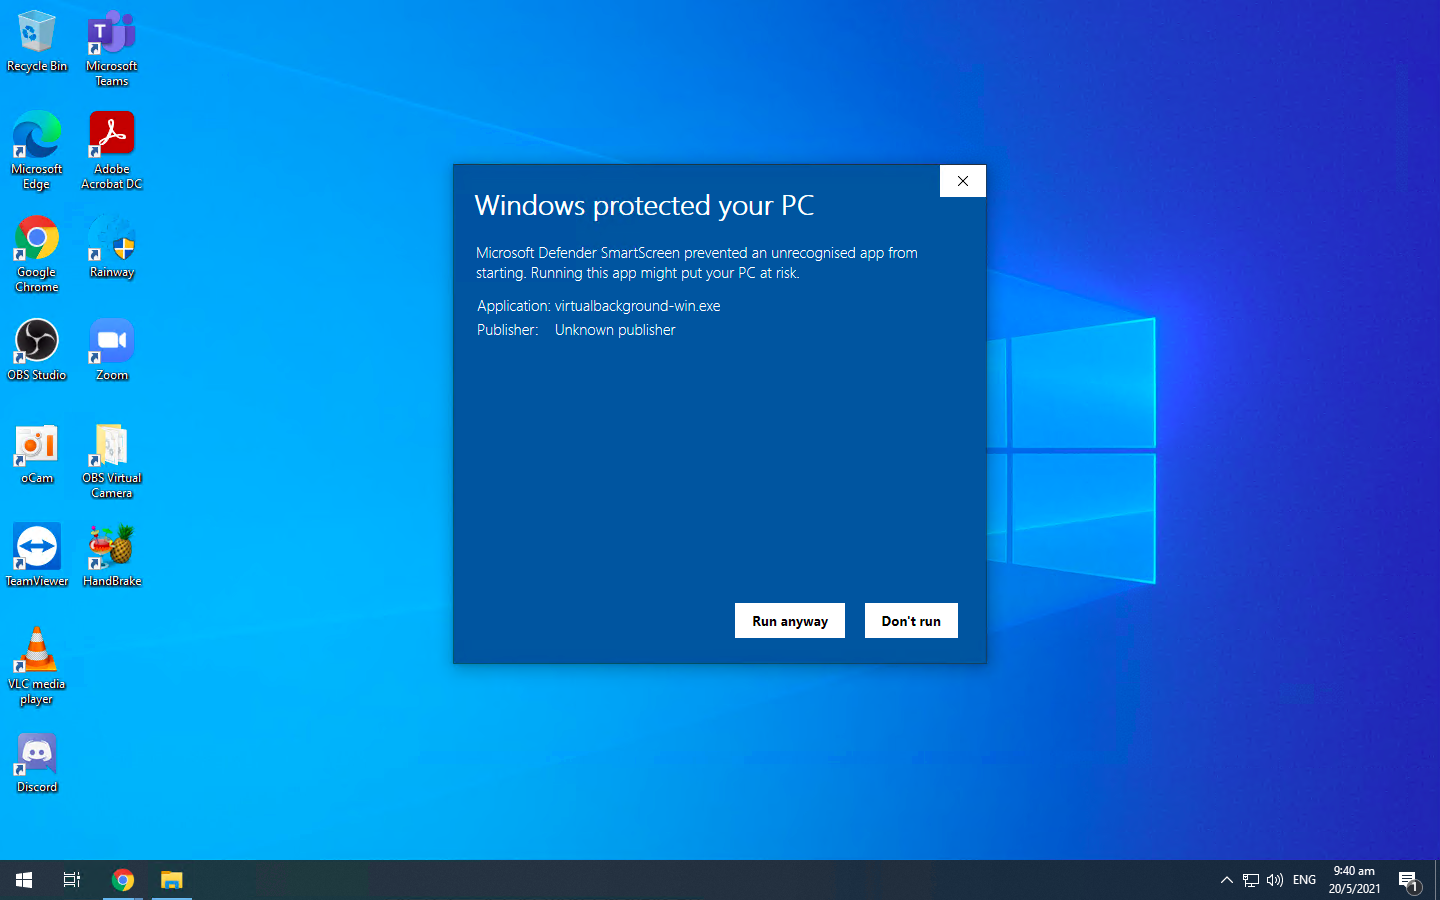 Recycle Bin
Microsoft
Teams
Microsoft
Edge
Adobe
Acrobat DC
Google
Chrome
Rainway
OBS Studio
Zoom
oCam
OBS Virtual
Camera
TeamViewer
HandBrake
VLC media
player
Discord
Windows protected your PC
Microsoft Defender SmartScreen prevented an unrecognised app from
starting. Running this app might put your PC at risk.
Application: virtualbackground-win.exe
Publisher: Unknown publisher
Run anyway
Don't run
ENG
9:40 am
20/5/2021
1